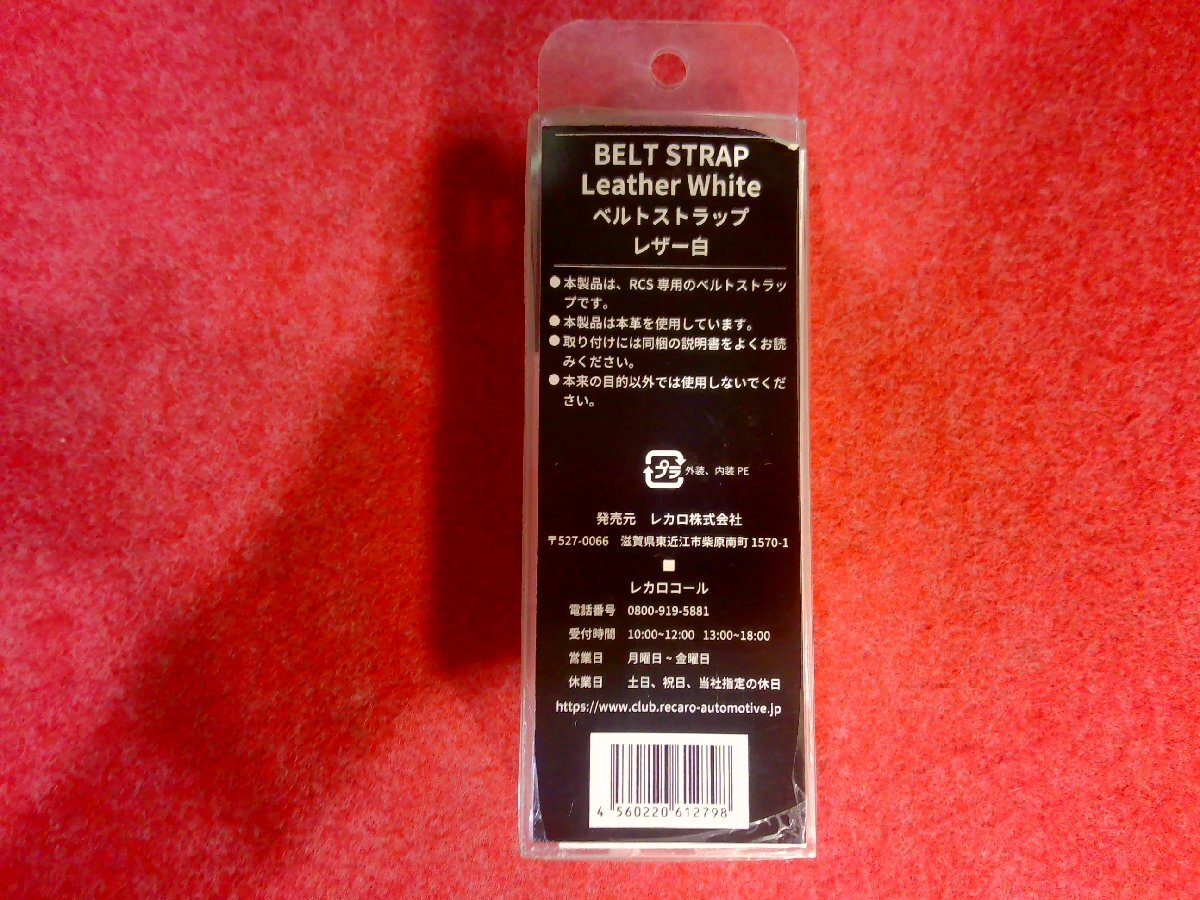 BELT STRAP
Leather White
ベルトストラップ
レザー白
●本製品は、RCS 専用のベルトストラッ
プです。
●本製品は本革を使用しています。
●取り付けには同梱の説明書をよくお読
みください。
●本来の目的以外では使用しないでくだ
さい。
プラ 外装、内装 PE
発売元 レカロ株式会社
〒527-0066 滋賀県東近江市柴原南町 1570-1
レカロコール
電話番号 0800-919-5881
受付時間 10:00~12:00 13:00~18:00
営業日 月曜日 ~ 金曜日
休業日 土日、祝日、当社指定の休日
https://www.club.recaro-automotive.jp
4 560220 612798